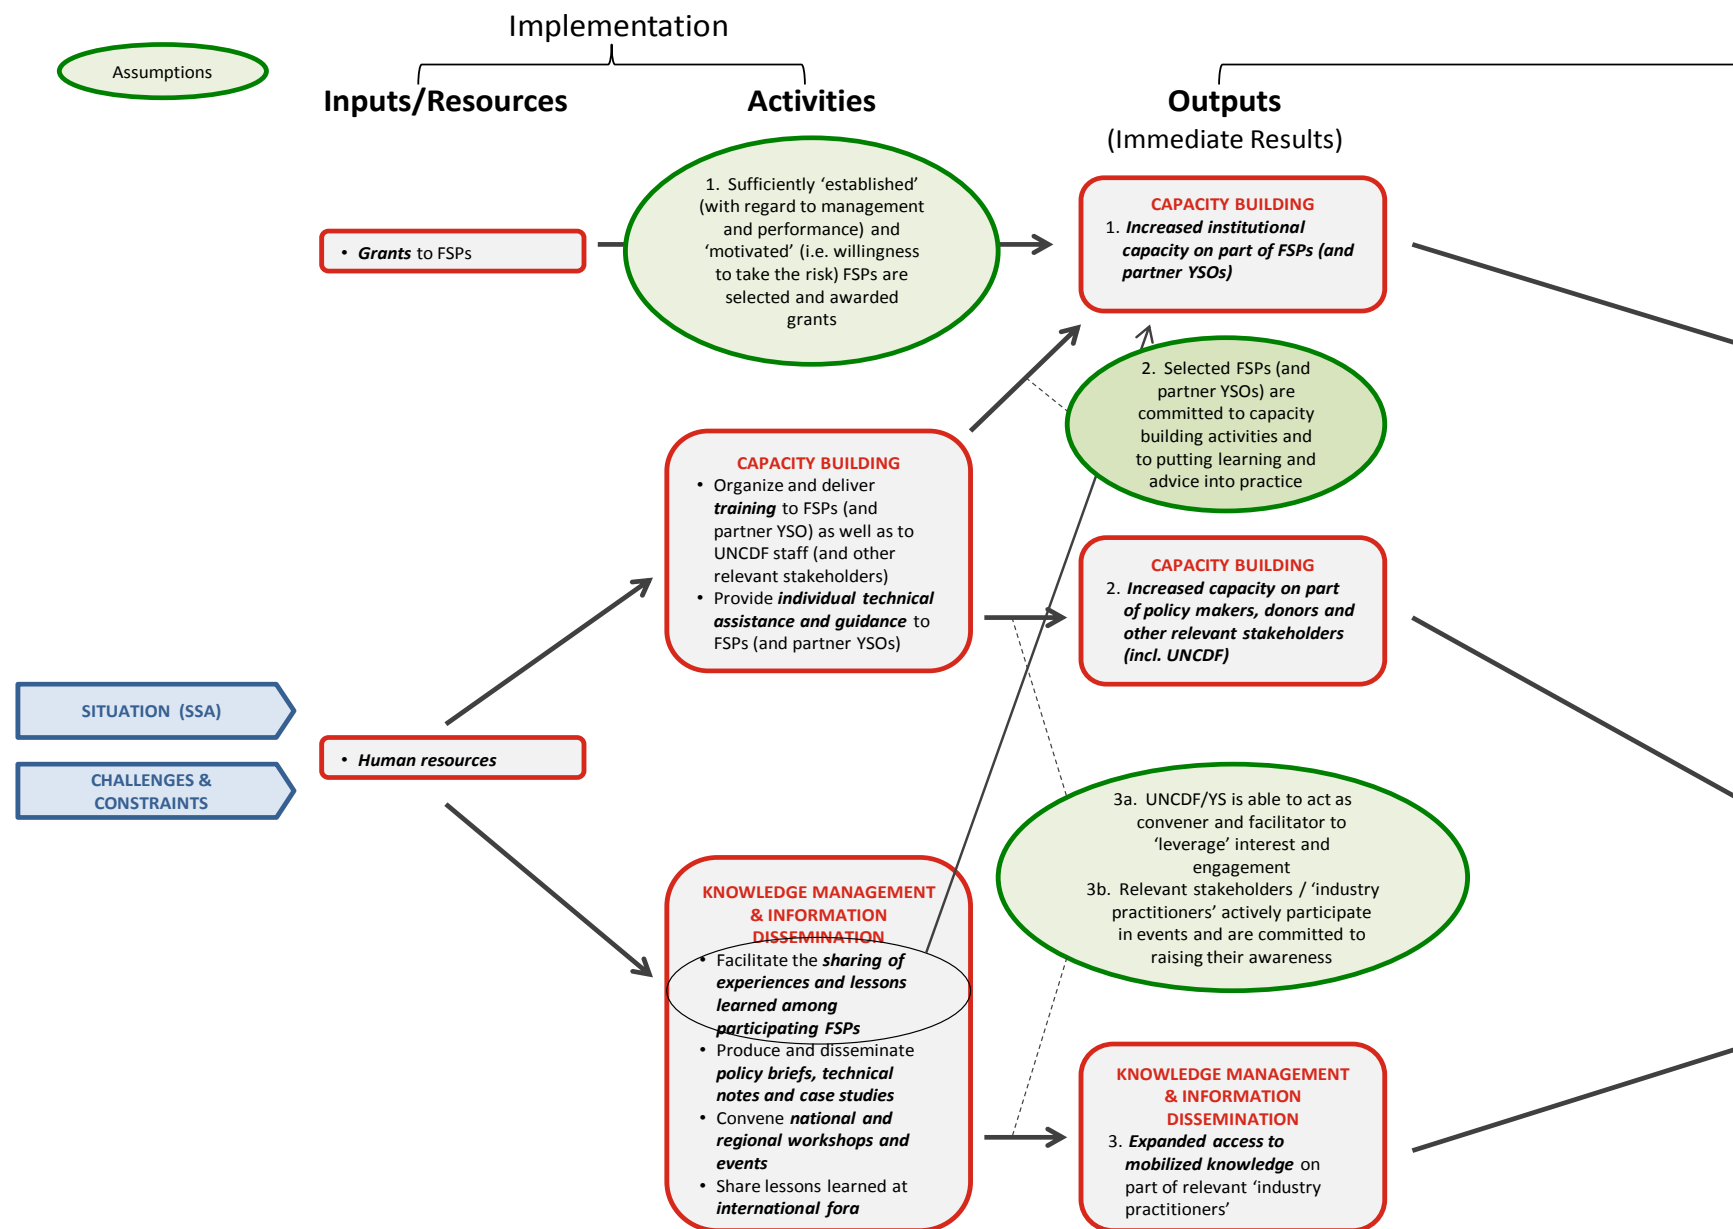 Implementation
Assumptions
Inputs/Resources
Activities
Outputs
(Immediate Results)
1. Sufficiently ‘established’
(with regard to management
and performance) and
‘motivated’ (i.e. willingness
to take the risk) FSPs are
selected and awarded
grants
• Grants to FSPs
CAPACITY BUILDING
1. Increased institutional
capacity on part of FSPs (and
partner YSOs)
2. Selected FSPs (and
partner YSOs) are
committed to capacity
building activities and
to putting learning and
advice into practice
CAPACITY BUILDING
• Organize and deliver
training to FSPs (and
partner YSO) as well as to
UNCDF staff (and other
relevant stakeholders)
• Provide individual technical
assistance and guidance to
FSPs (and partner YSOs)
CAPACITY BUILDING
2. Increased capacity on part
of policy makers, donors and
other relevant stakeholders
(incl. UNCDF)
SITUATION (SSA)
CHALLENGES &
CONSTRAINTS
• Human resources
3a. UNCDF/YS is able to act as
convener and facilitator to
‘leverage’ interest and
engagement
3b. Relevant stakeholders / ‘industry
practitioners’ actively participate
in events and are committed to
raising their awareness
KNOWLEDGE MANAGEMENT
& INFORMATION
DISSEMINATION
• Facilitate the sharing of
experiences and lessons
learned among
participating FSPs
• Produce and disseminate
policy briefs, technical
notes and case studies
• Convene national and
regional workshops and
events
• Share lessons learned at
international fora
KNOWLEDGE MANAGEMENT
& INFORMATION
DISSEMINATION
3. Expanded access to
mobilized knowledge on
part of relevant ‘industry
practitioners’